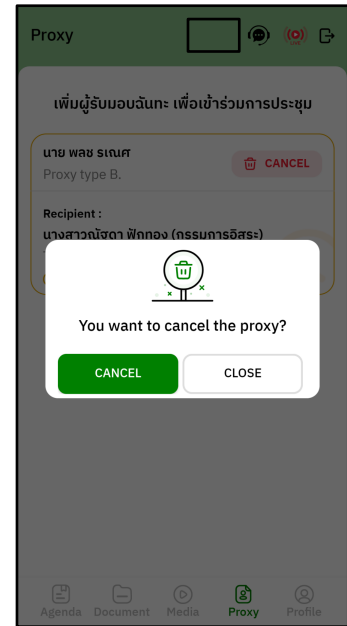 Proxy
LIVE
เพิ่มผู้รับมอบฉันทะ เพื่อเข้าร่วมการประชุม
นาย พลช ระเณศ
CANCEL
Proxy type B.
Recipient :
นางสาวณัชดา ฟักทอง (กรรมการอิสระ)
You want to cancel the proxy?
CANCEL
CLOSE
Agenda Document Media Proxy Profile